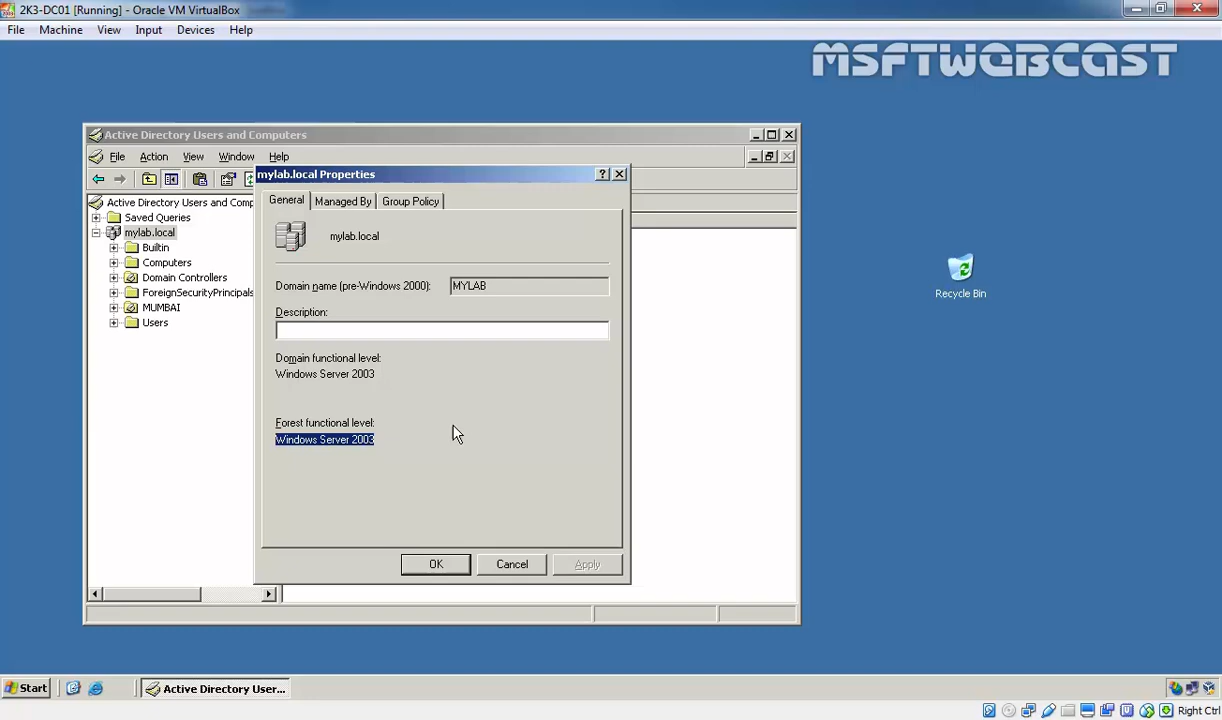 2K3-DC01 [Running] - Oracle VM VirtualBox
File Machine View Input Devices Help
MSFTWEBCAST
Active Directory Users and Computers
File Action View Window Help
mylab.local Properties
General Managed By Group Policy
Active Directory Users and Comp
Saved Queries
mylab.local
Builtin
Computers
Domain Controllers
ForeignSecurityPrincipals
MUMBAI
Users
mylab.local
Domain name (pre-Windows 2000): MYLAB
Description:
Domain functional level:
Windows Server 2003
Forest functional level:
Windows Server 2003
OK Cancel Apply
Recycle Bin
Start Active Directory User...
Right Ctrl